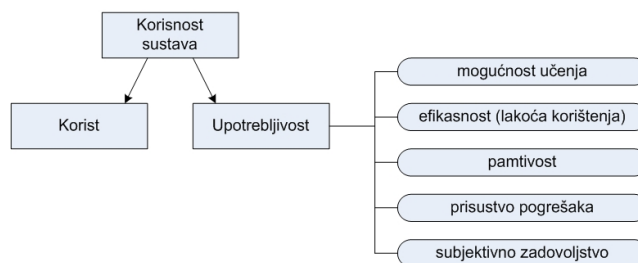 Korisnost
sustava
Korist
Upotrebljivost
mogućnost učenja
efikasnost (lakoća korištenja)
pamtivost
prisustvo pogrešaka
subjektivno zadovoljstvo